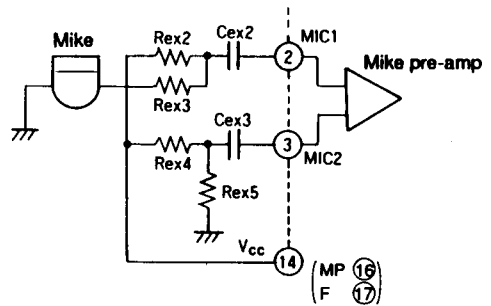 Mike
Rex2
Cex2
2
MIC1
Mike pre-amp
Rex3
Cex3
3
MIC2
Rex4
Rex5
Vcc
14
MP 16
F 17